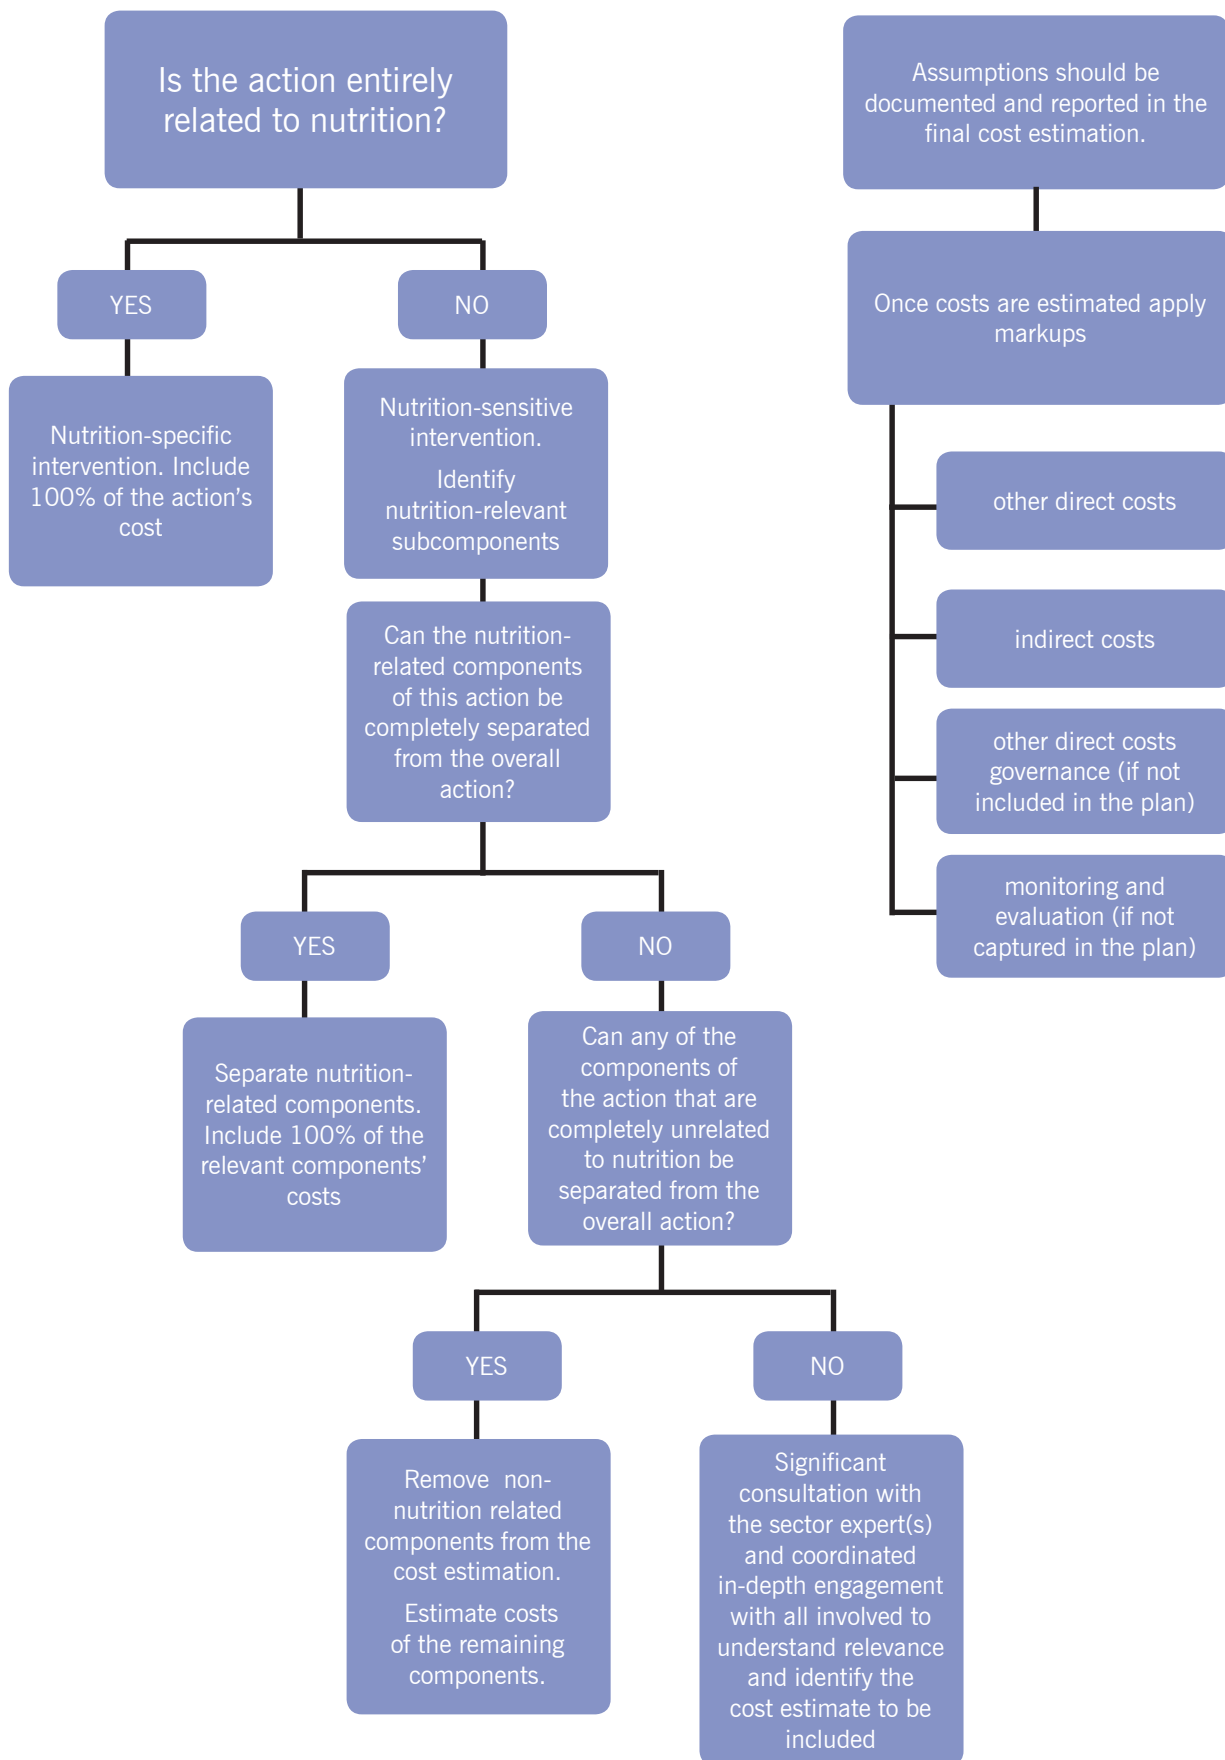 Is the action entirely
related to nutrition?
YES
NO
Nutrition-specific
intervention. Include
100% of the action’s
cost
Nutrition-sensitive
intervention.
Identify
nutrition-relevant
subcomponents
Can the nutrition-
related components
of this action be
completely separated
from the overall
action?
YES
NO
Separate nutrition-
related components.
Include 100% of the
relevant components’
costs
Can any of the
components of
the action that are
completely unrelated
to nutrition be
separated from the
overall action?
YES
NO
Remove non-
nutrition related
components from the
cost estimation.
Estimate costs
of the remaining
components.
Significant
consultation with
the sector expert(s)
and coordinated
in-depth engagement
with all involved to
understand relevance
and identify the
cost estimate to be
included
Assumptions should be
documented and reported in the
final cost estimation.
Once costs are estimated apply
markups
other direct costs
indirect costs
other direct costs
governance (if not
included in the plan)
monitoring and
evaluation (if not
captured in the plan)